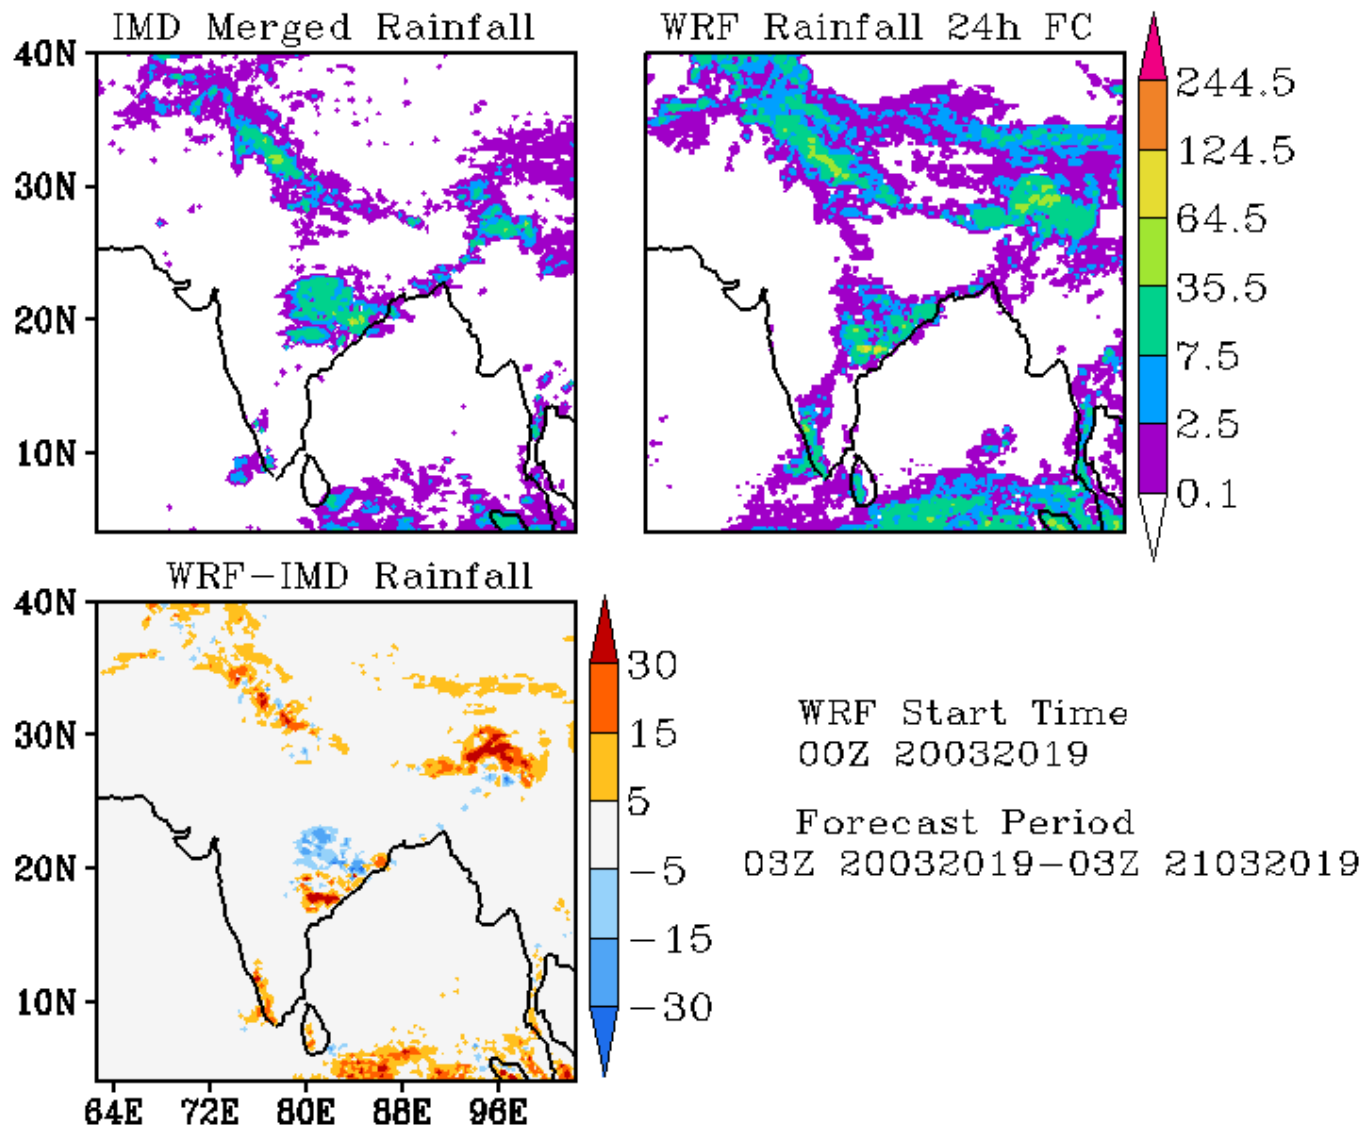 IMD Merged Rainfall
WRF Rainfall 24h FC
40N
30N
20N
10N
244.5
124.5
64.5
35.5
7.5
2.5
0.1
WRF-IMD Rainfall
40N
30N
20N
10N
64E 72E 80E 88E 96E
30
15
5
-5
-15
-30
WRF Start Time
00Z 20032019
Forecast Period
03Z 20032019-03Z 21032019